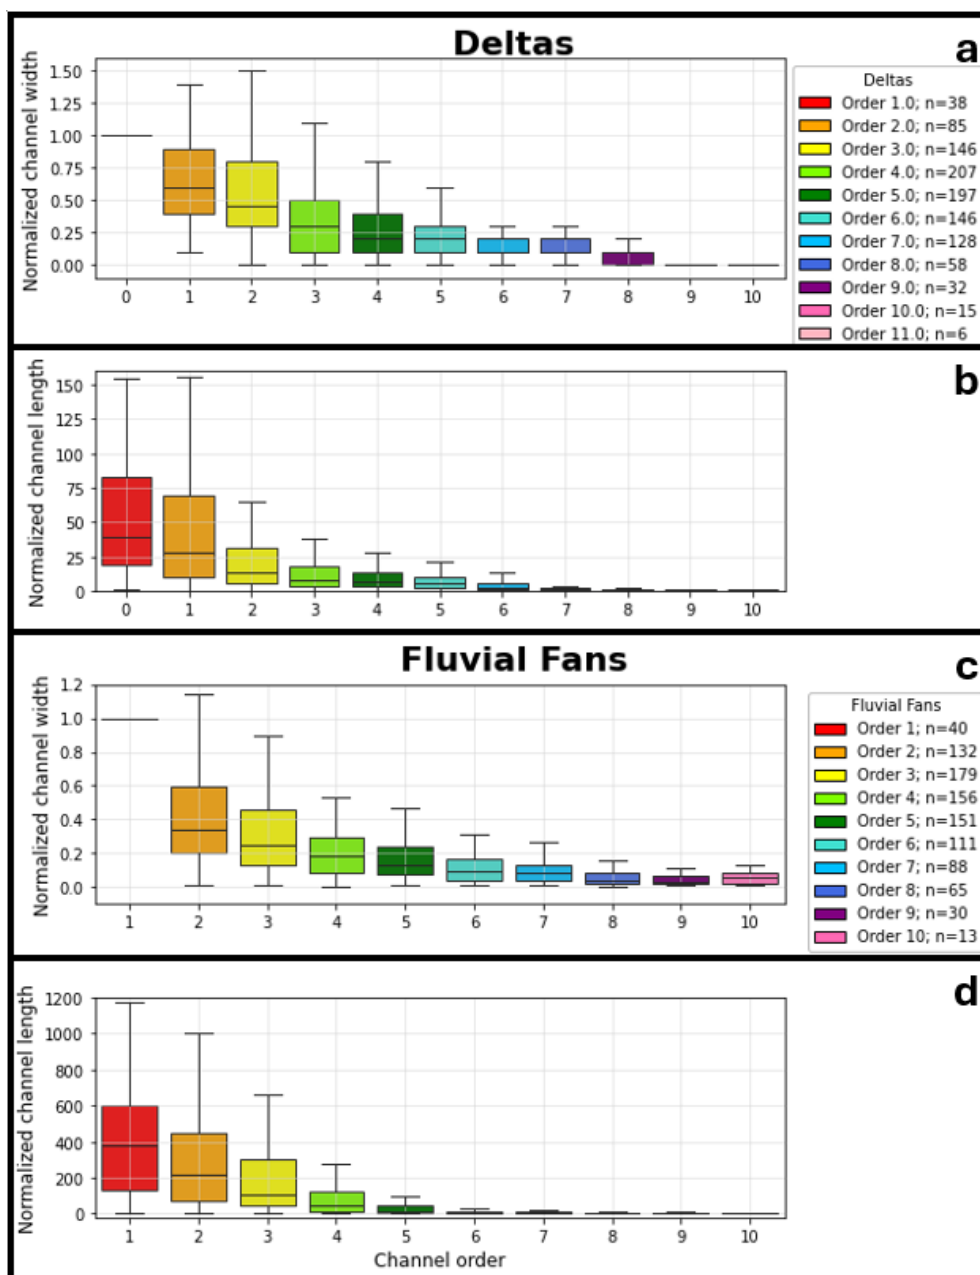 Deltas
a
Normalized channel width
1.50
1.25
1.00
0.75
0.50
0.25
0.00
0 1 2 3 4 5 6 7 8 9 10
Deltas
Order 1.0; n=38
Order 2.0; n=85
Order 3.0; n=146
Order 4.0; n=207
Order 5.0; n=197
Order 6.0; n=146
Order 7.0; n=128
Order 8.0; n=58
Order 9.0; n=32
Order 10.0; n=15
Order 11.0; n=6
b
Normalized channel length
150
125
100
75
50
25
0
0 1 2 3 4 5 6 7 8 9 10
Fluvial Fans
c
Normalized channel width
1.2
1.0
0.8
0.6
0.4
0.2
0.0
1 2 3 4 5 6 7 8 9 10
Fluvial Fans
Order 1; n=40
Order 2; n=132
Order 3; n=179
Order 4; n=156
Order 5; n=151
Order 6; n=111
Order 7; n=88
Order 8; n=65
Order 9; n=30
Order 10; n=13
d
Normalized channel length
1200
1000
800
600
400
200
0
1 2 3 4 5 6 7 8 9 10
Channel order